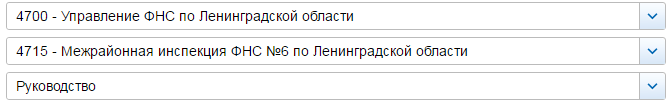 4700 - Управление ФНС по Ленинградской области
4715 - Межрайонная инспекция ФНС №6 по Ленинградской области
Руководство